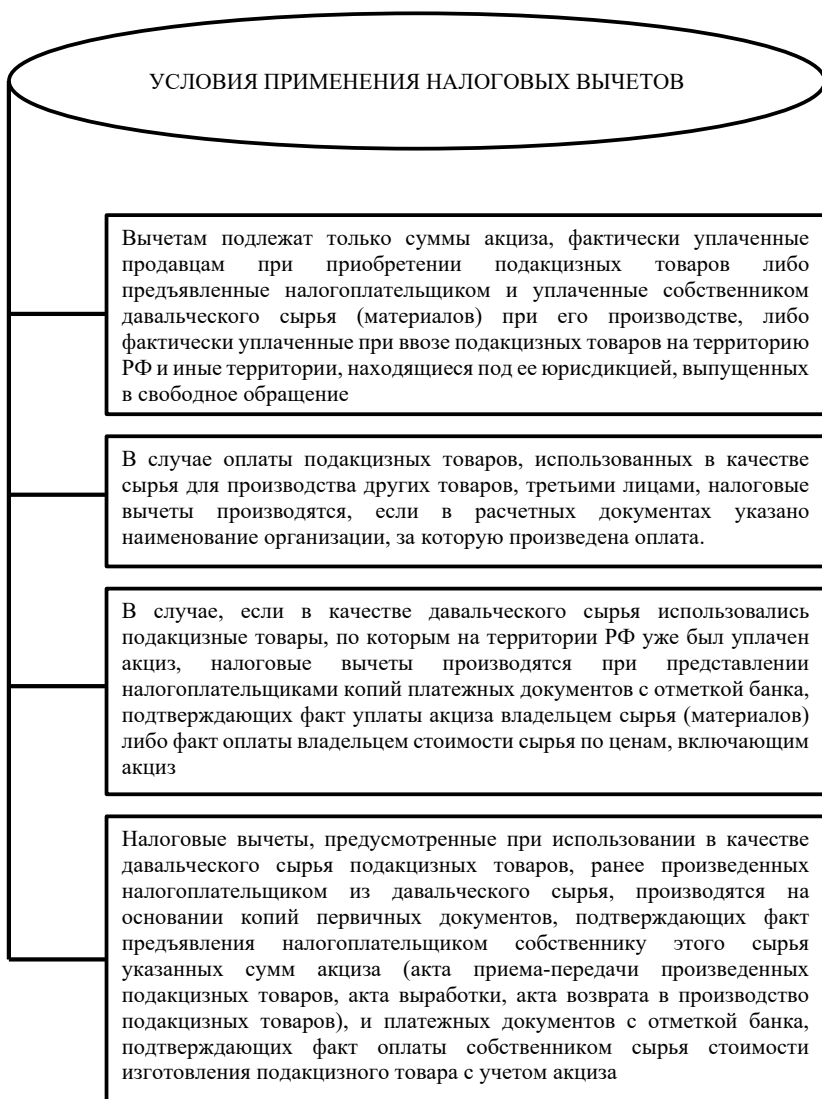 УСЛОВИЯ ПРИМЕНЕНИЯ НАЛОГОВЫХ ВЫЧЕТОВ
Вычетам подлежат только суммы акциза, фактически уплаченные
продавцам при приобретении подакцизных товаров либо
предъявленные налогоплательщиком и уплаченные собственником
давальческого сырья (материалов) при его производстве, либо
фактически уплаченные при ввозе подакцизных товаров на территорию
РФ и иные территории, находящиеся под ее юрисдикцией, выпущенных
в свободное обращение
В случае оплаты подакцизных товаров, использованных в качестве
сырья для производства других товаров, третьими лицами, налоговые
вычеты производятся, если в расчетных документах указано
наименование организации, за которую произведена оплата.
В случае, если в качестве давальческого сырья использовались
подакцизные товары, по которым на территории РФ уже был уплачен
акциз, налоговые вычеты производятся при представлении
налогоплательщиками копий платежных документов с отметкой банка,
подтверждающих факт уплаты акциза владельцем сырья (материалов)
либо факт оплаты владельцем стоимости сырья по ценам, включающим
акциз
Налоговые вычеты, предусмотренные при использовании в качестве
давальческого сырья подакцизных товаров, ранее произведенных
налогоплательщиком из давальческого сырья, производятся на
основании копий первичных документов, подтверждающих факт
предъявления налогоплательщиком собственнику этого сырья
указанных сумм акциза (акта приема-передачи произведенных
подакцизных товаров, акта выработки, акта возврата в производство
подакцизных товаров), и платежных документов с отметкой банка,
подтверждающих факт оплаты собственником сырья стоимости
изготовления подакцизного товара с учетом акциза